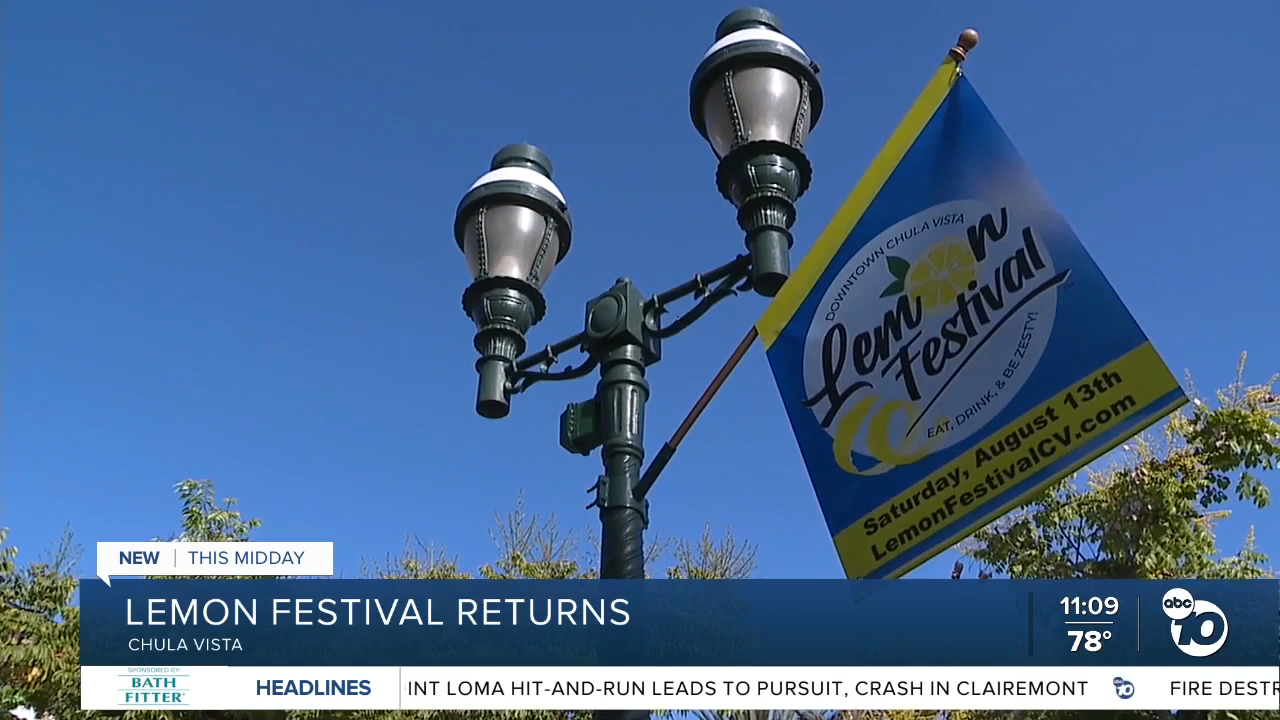 DOWNTOWN CHULA VISTA
Lemon
Festival
EAT, DRINK, & BE ZESTY!
Saturday, August 13th
LemonFestivalCV.com
NEW | THIS MIDDAY
LEMON FESTIVAL RETURNS
CHULA VISTA
11:09
78°
abc 10
SPONSORED BY:
BATH
FITTER®
HEADLINES
INT LOMA HIT-AND-RUN LEADS TO PURSUIT, CRASH IN CLAIREMONT abc 10 FIRE DESTR